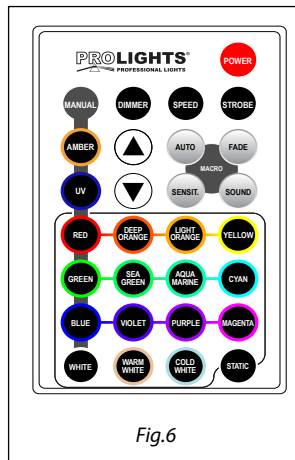 PROLIGHTS®
PROFESSIONAL LIGHTS
POWER
MANUAL DIMMER SPEED STROBE
AMBER AUTO FADE
MACRO
UV SENSIT. SOUND
RED DEEP ORANGE LIGHT ORANGE YELLOW
GREEN SEA GREEN AQUA MARINE CYAN
BLUE VIOLET PURPLE MAGENTA
WHITE WARM WHITE COLD WHITE STATIC
Fig.6